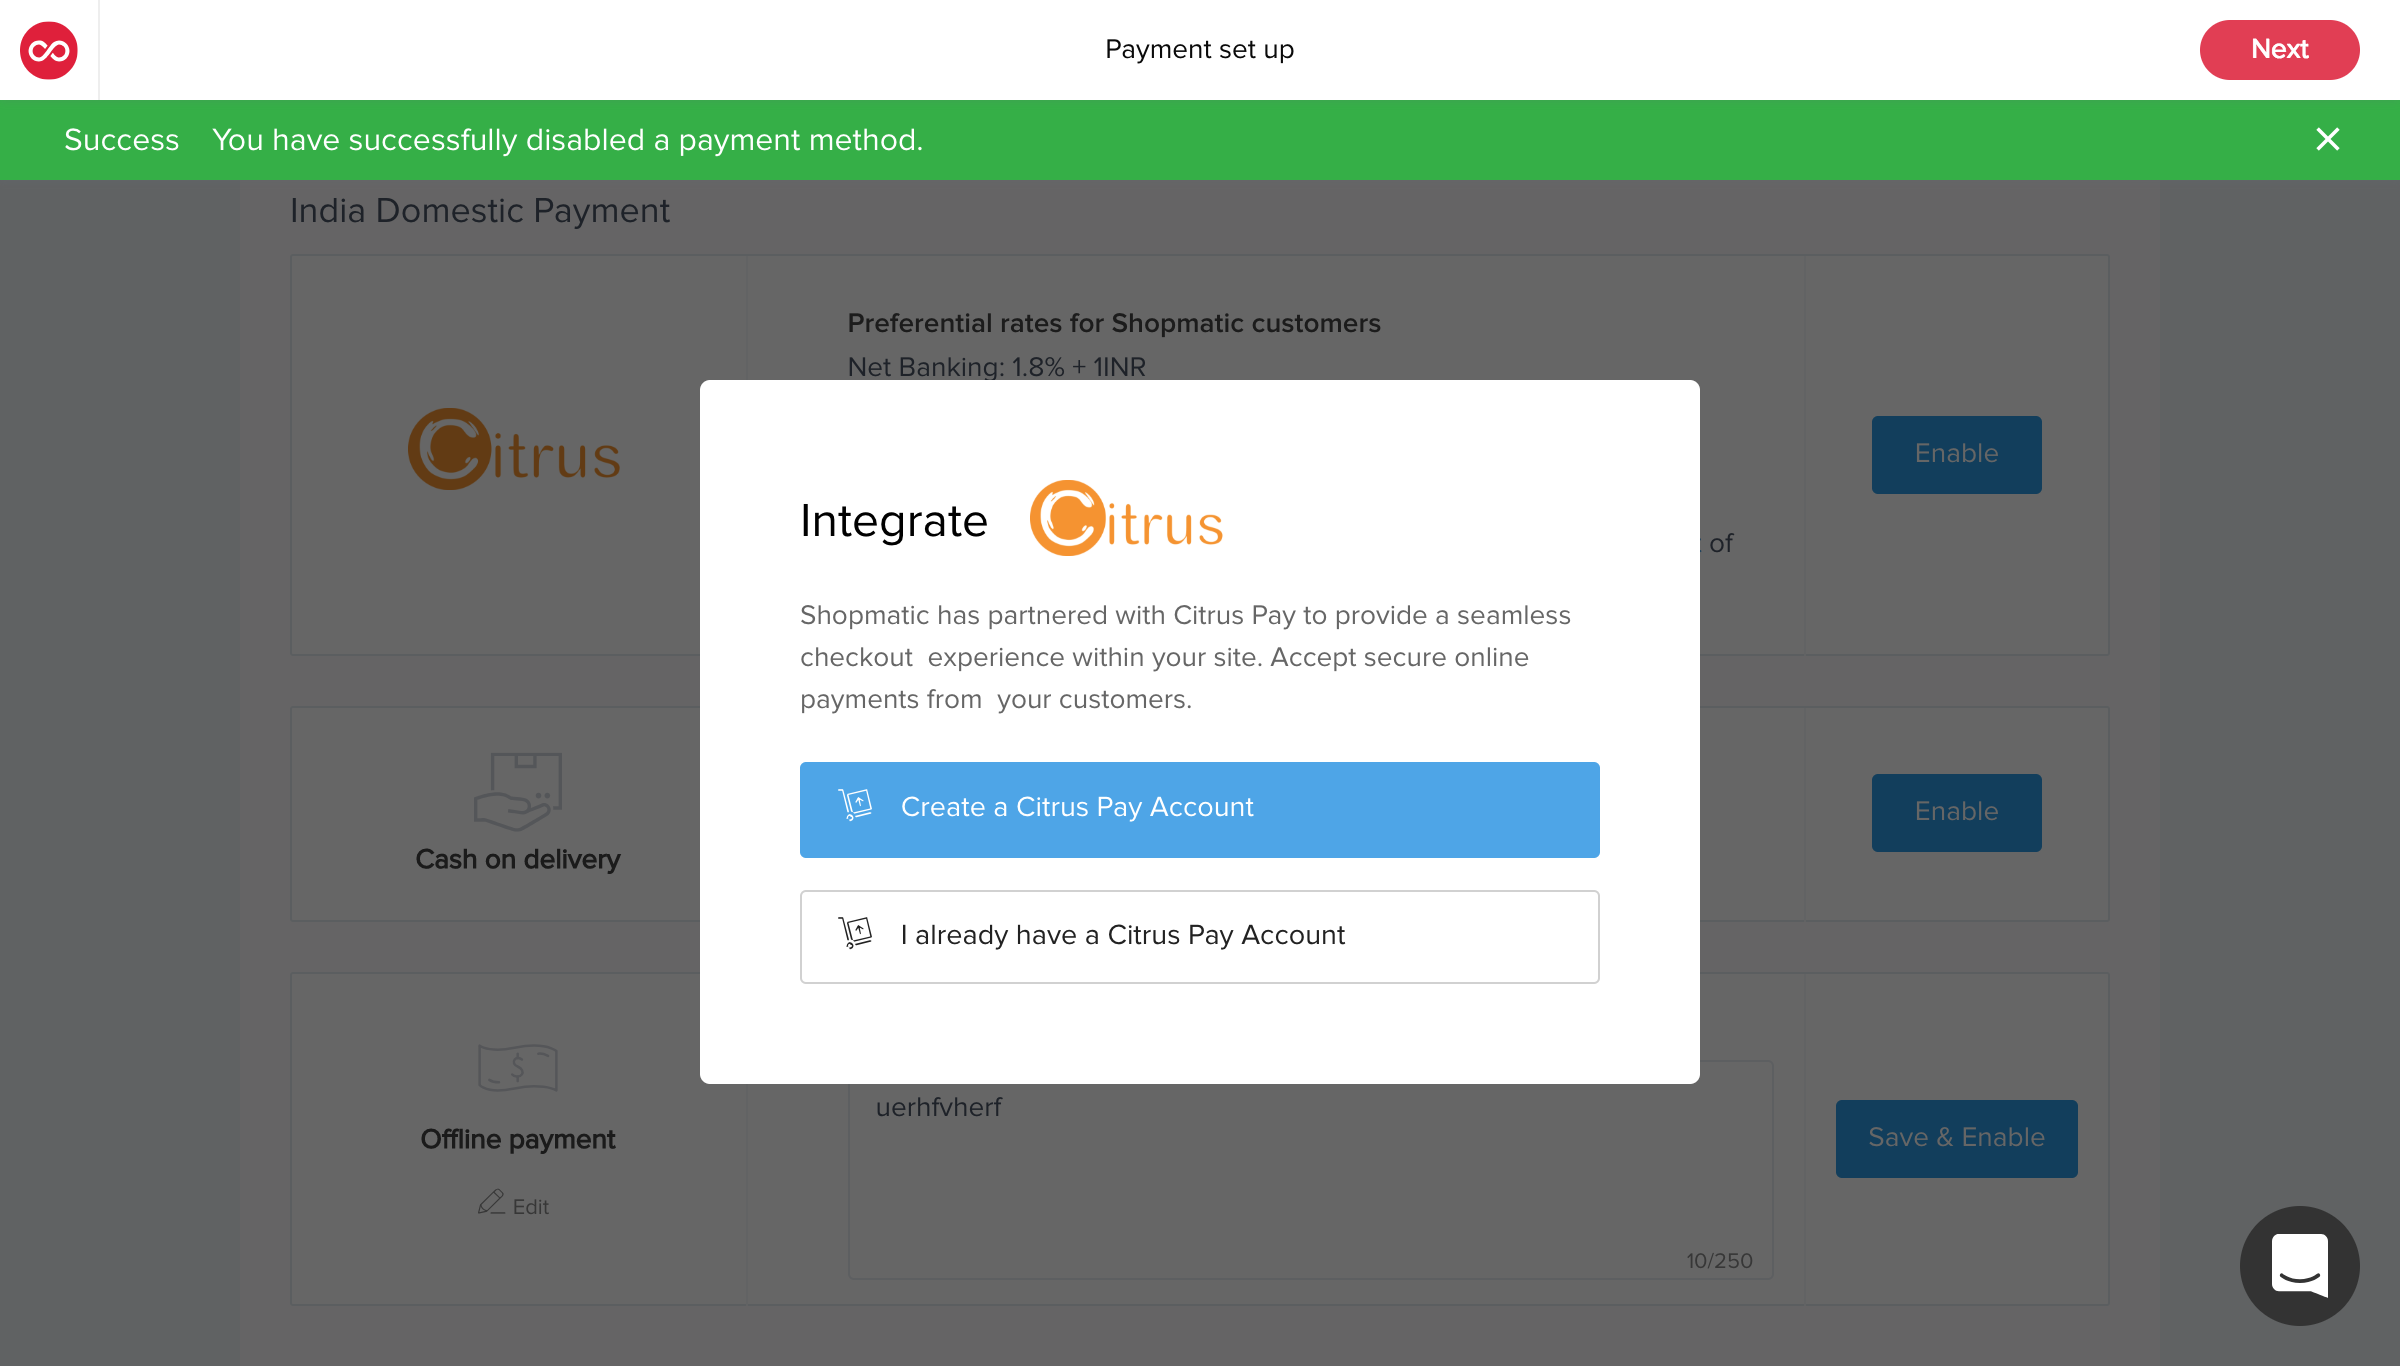 Payment set up
Next
Success You have successfully disabled a payment method.
India Domestic Payment
Preferential rates for Shopmatic customers
Net Banking: 1.8% + 1INR
Citrus
Enable
of
Integrate Citrus
Shopmatic has partnered with Citrus Pay to provide a seamless
checkout experience within your site. Accept secure online
payments from your customers.
Create a Citrus Pay Account
I already have a Citrus Pay Account
Cash on delivery
Enable
Offline payment
Edit
uerhfvherf
10/250
Save & Enable